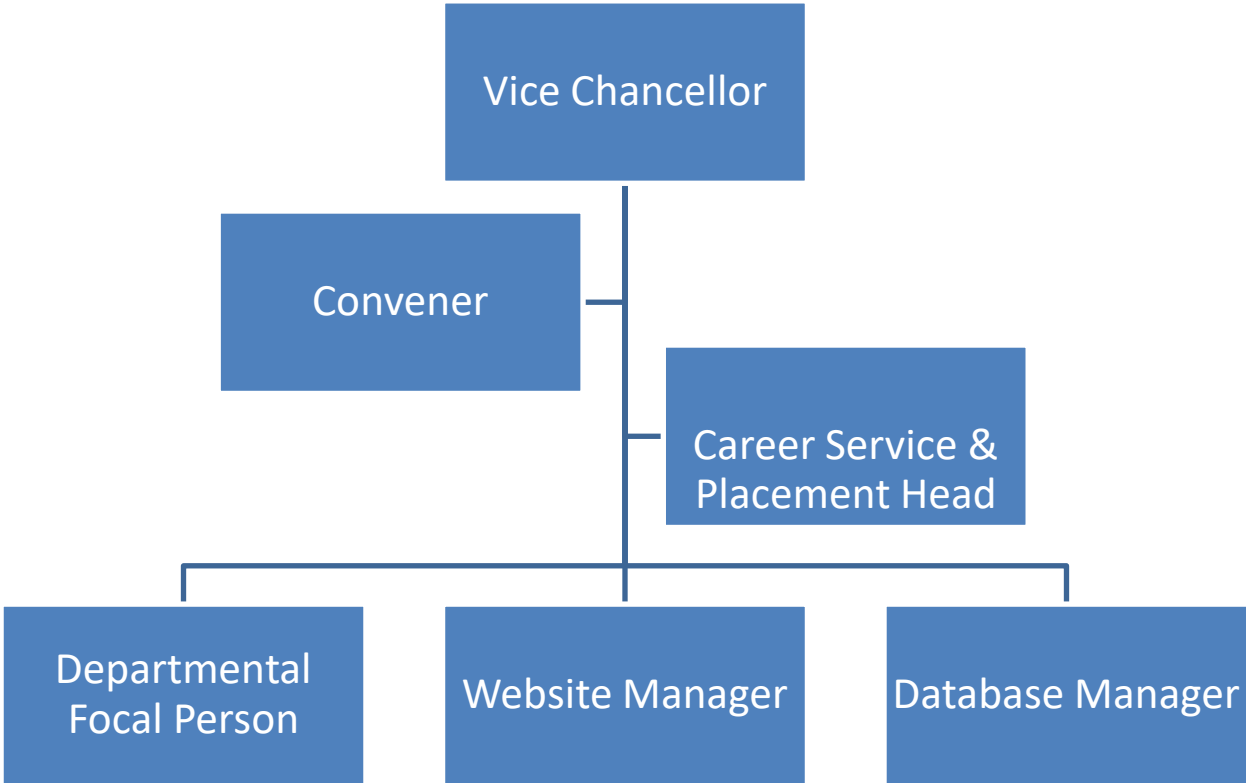 Vice Chancellor
Convener
Career Service &
Placement Head
Departmental
Focal Person
Website Manager
Database Manager